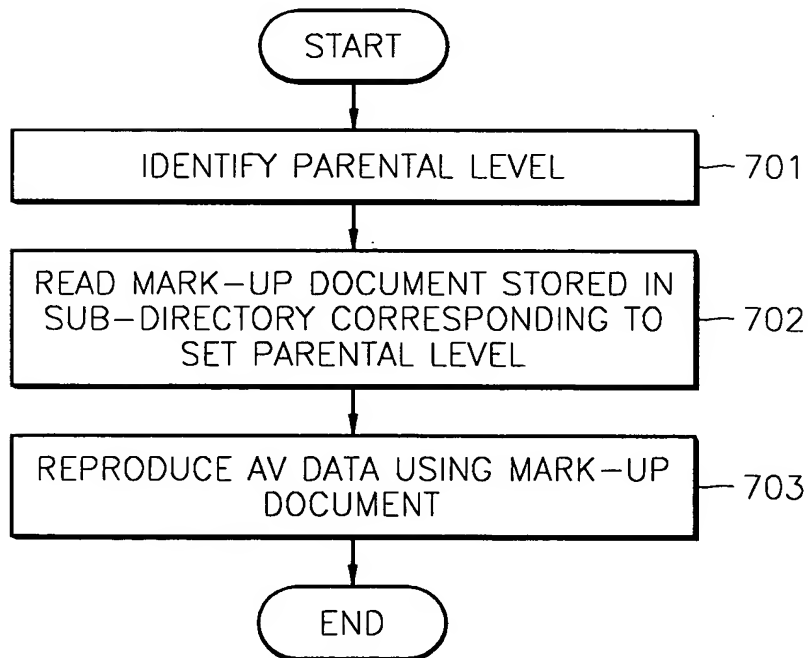 START
IDENTIFY PARENTAL LEVEL
701
READ MARK-UP DOCUMENT STORED IN
SUB-DIRECTORY CORRESPONDING TO
SET PARENTAL LEVEL
702
REPRODUCE AV DATA USING MARK-UP
DOCUMENT
703
END